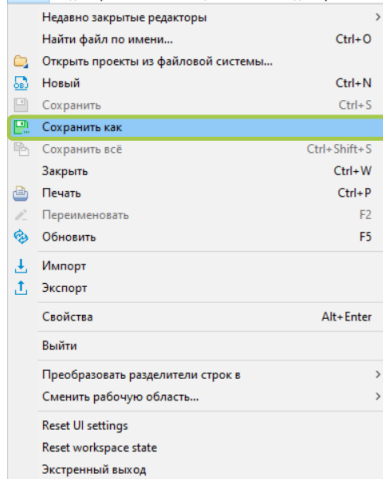 Недавно закрытые редакторы
Найти файл по имени... Ctrl+O
Открыть проекты из файловой системы...
Новый Ctrl+N
Сохранить Ctrl+S
Сохранить как
Сохранить всё Ctrl+Shift+S
Закрыть Ctrl+W
Печать Ctrl+P
Переименовать F2
Обновить F5
Импорт
Экспорт
Свойства Alt+Enter
Выйти
Преобразовать разделители строк в
Сменить рабочую область...
Reset UI settings
Reset workspace state
Экстренный выход